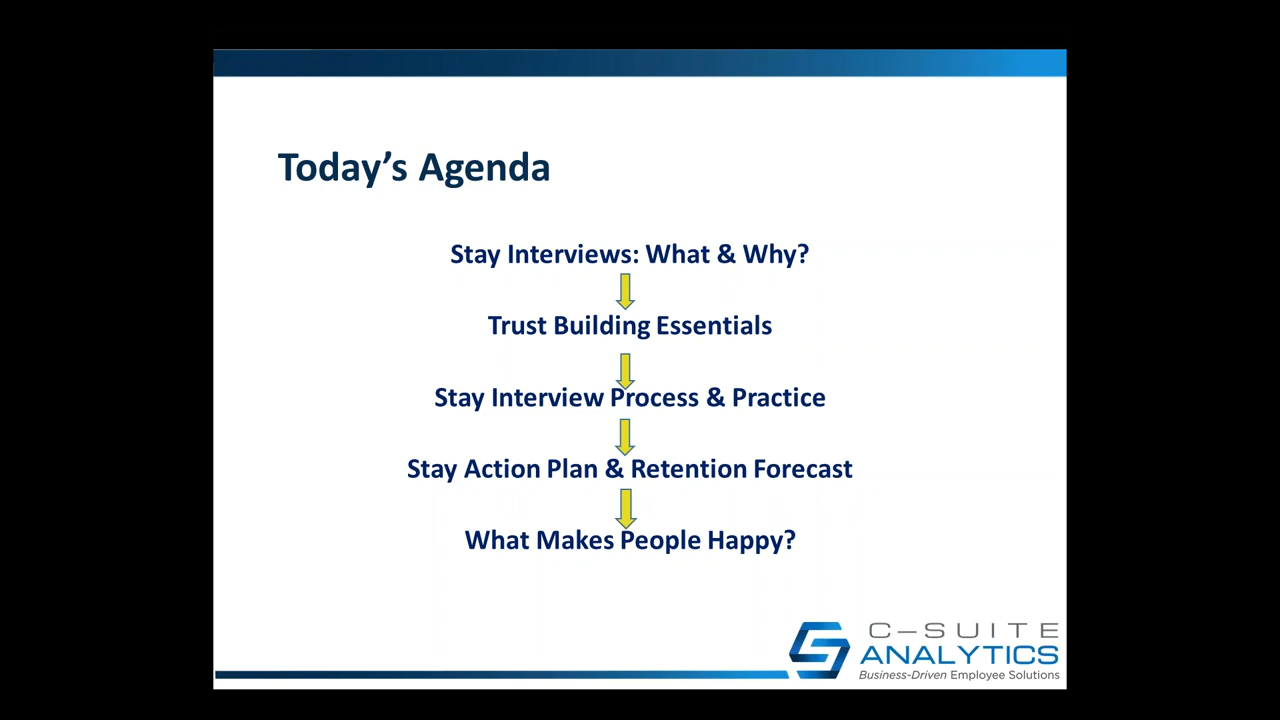 Today’s Agenda
Stay Interviews: What & Why?
Trust Building Essentials
Stay Interview Process & Practice
Stay Action Plan & Retention Forecast
What Makes People Happy?
C–SUITE
ANALYTICS
Business-Driven Employee Solutions